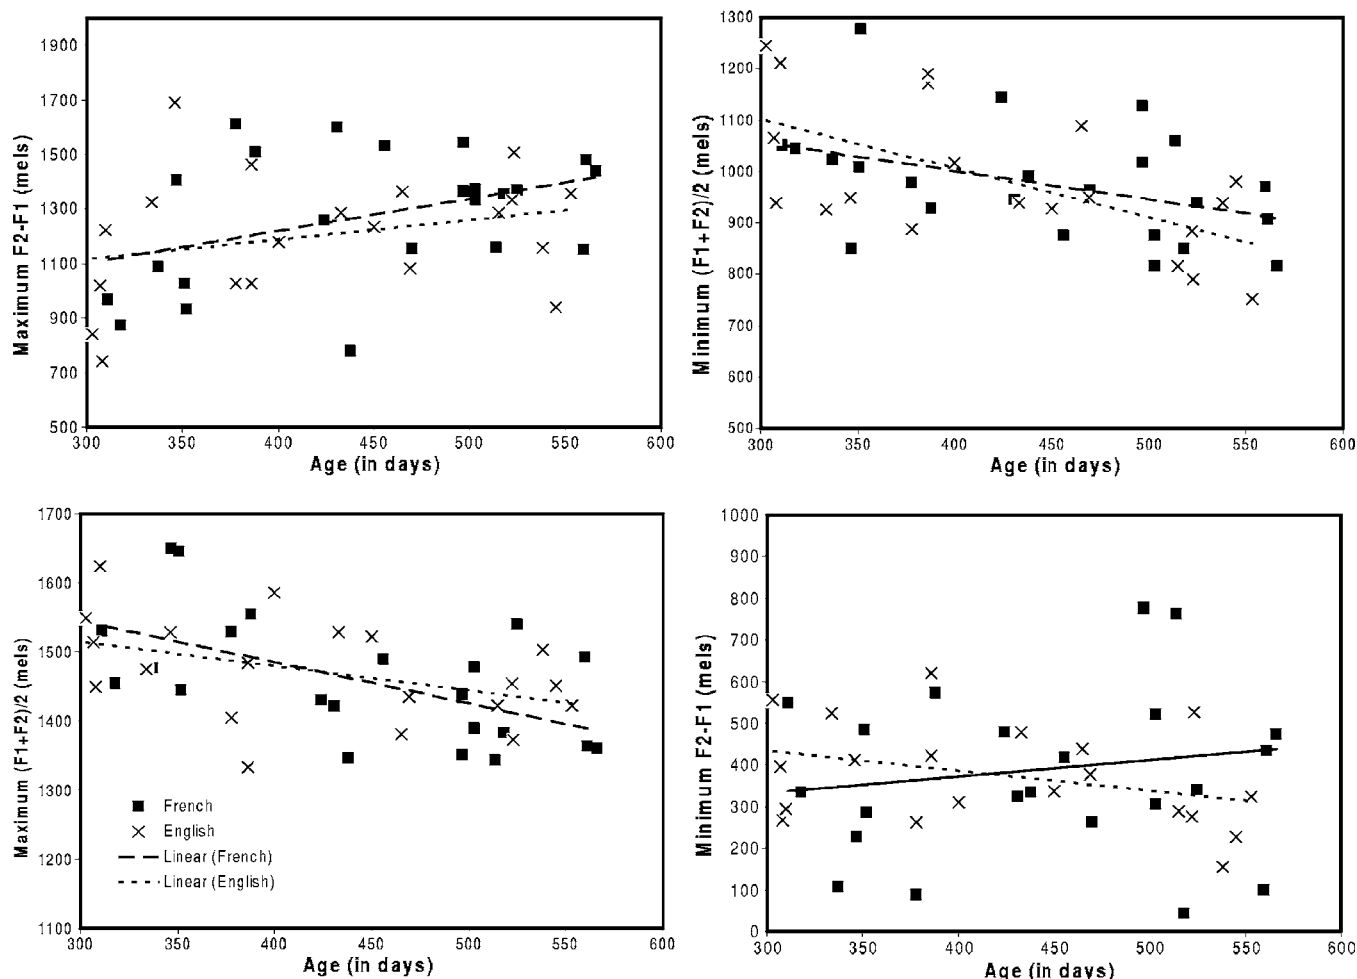 Maximum F2-F1 (mels)
1900
1700
1500
1300
1100
900
700
500
300 350 400 450 500 550 600
Age (in days)
Minimum (F1+F2)/2 (mels)
1300
1200
1100
1000
900
800
700
600
500
300 350 400 450 500 550 600
Age (in days)
Maximum (F1+F2)/2 (mels)
1700
1600
1500
1400
1300
1200
1100
French
English
Linear (French)
Linear (English)
300 350 400 450 500 550 600
Age (in days)
Minimum F2-F1 (mels)
1000
900
800
700
600
500
400
300
200
100
0
300 350 400 450 500 550 600
Age (in days)